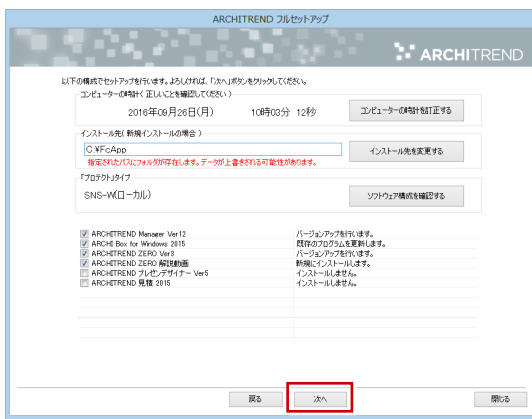 ARCHITREND フルセットアップ
ARCHITREND
以下の構成でセットアップを行います。よろしければ、「次へ」ボタンをクリックしてください。
コンピューターの時計( 正しいことを確認してください )
2016年09月26日(月) 10時03分 12秒 コンピューターの時計を訂正する
インストール先( 新規インストールの場合 )
C:¥FcApp インストール先を変更する
指定されたパスにフォルダが存在します。データが上書きされる可能性があります。
「プロテクト」タイプ
SNS-W(ローカル) ソフトウェア構成を確認する
ARCHITREND Manager Ver12 バージョンアップを行います。
ARCHI Box for Windows 2015 既存のプログラムを更新します。
ARCHITREND ZERO Ver3 バージョンアップを行います。
ARCHITREND ZERO 解説動画 新規にインストールします。
ARCHITREND プレゼンデザイナー Ver5 インストールしません。
ARCHITREND 見積 2015 インストールしません。
戻る 次へ 閉じる